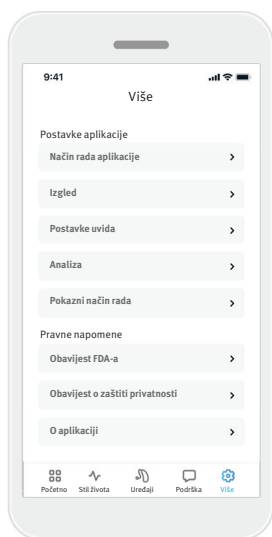 9:41
Više
Postavke aplikacije
Način rada aplikacije
Izgled
Postavke uvida
Analiza
Pokazni način rada
Pravne napomene
Obavijest FDA-a
Obavijest o zaštiti privatnosti
O aplikaciji
Početno Stil života Uređaji Podrška Više